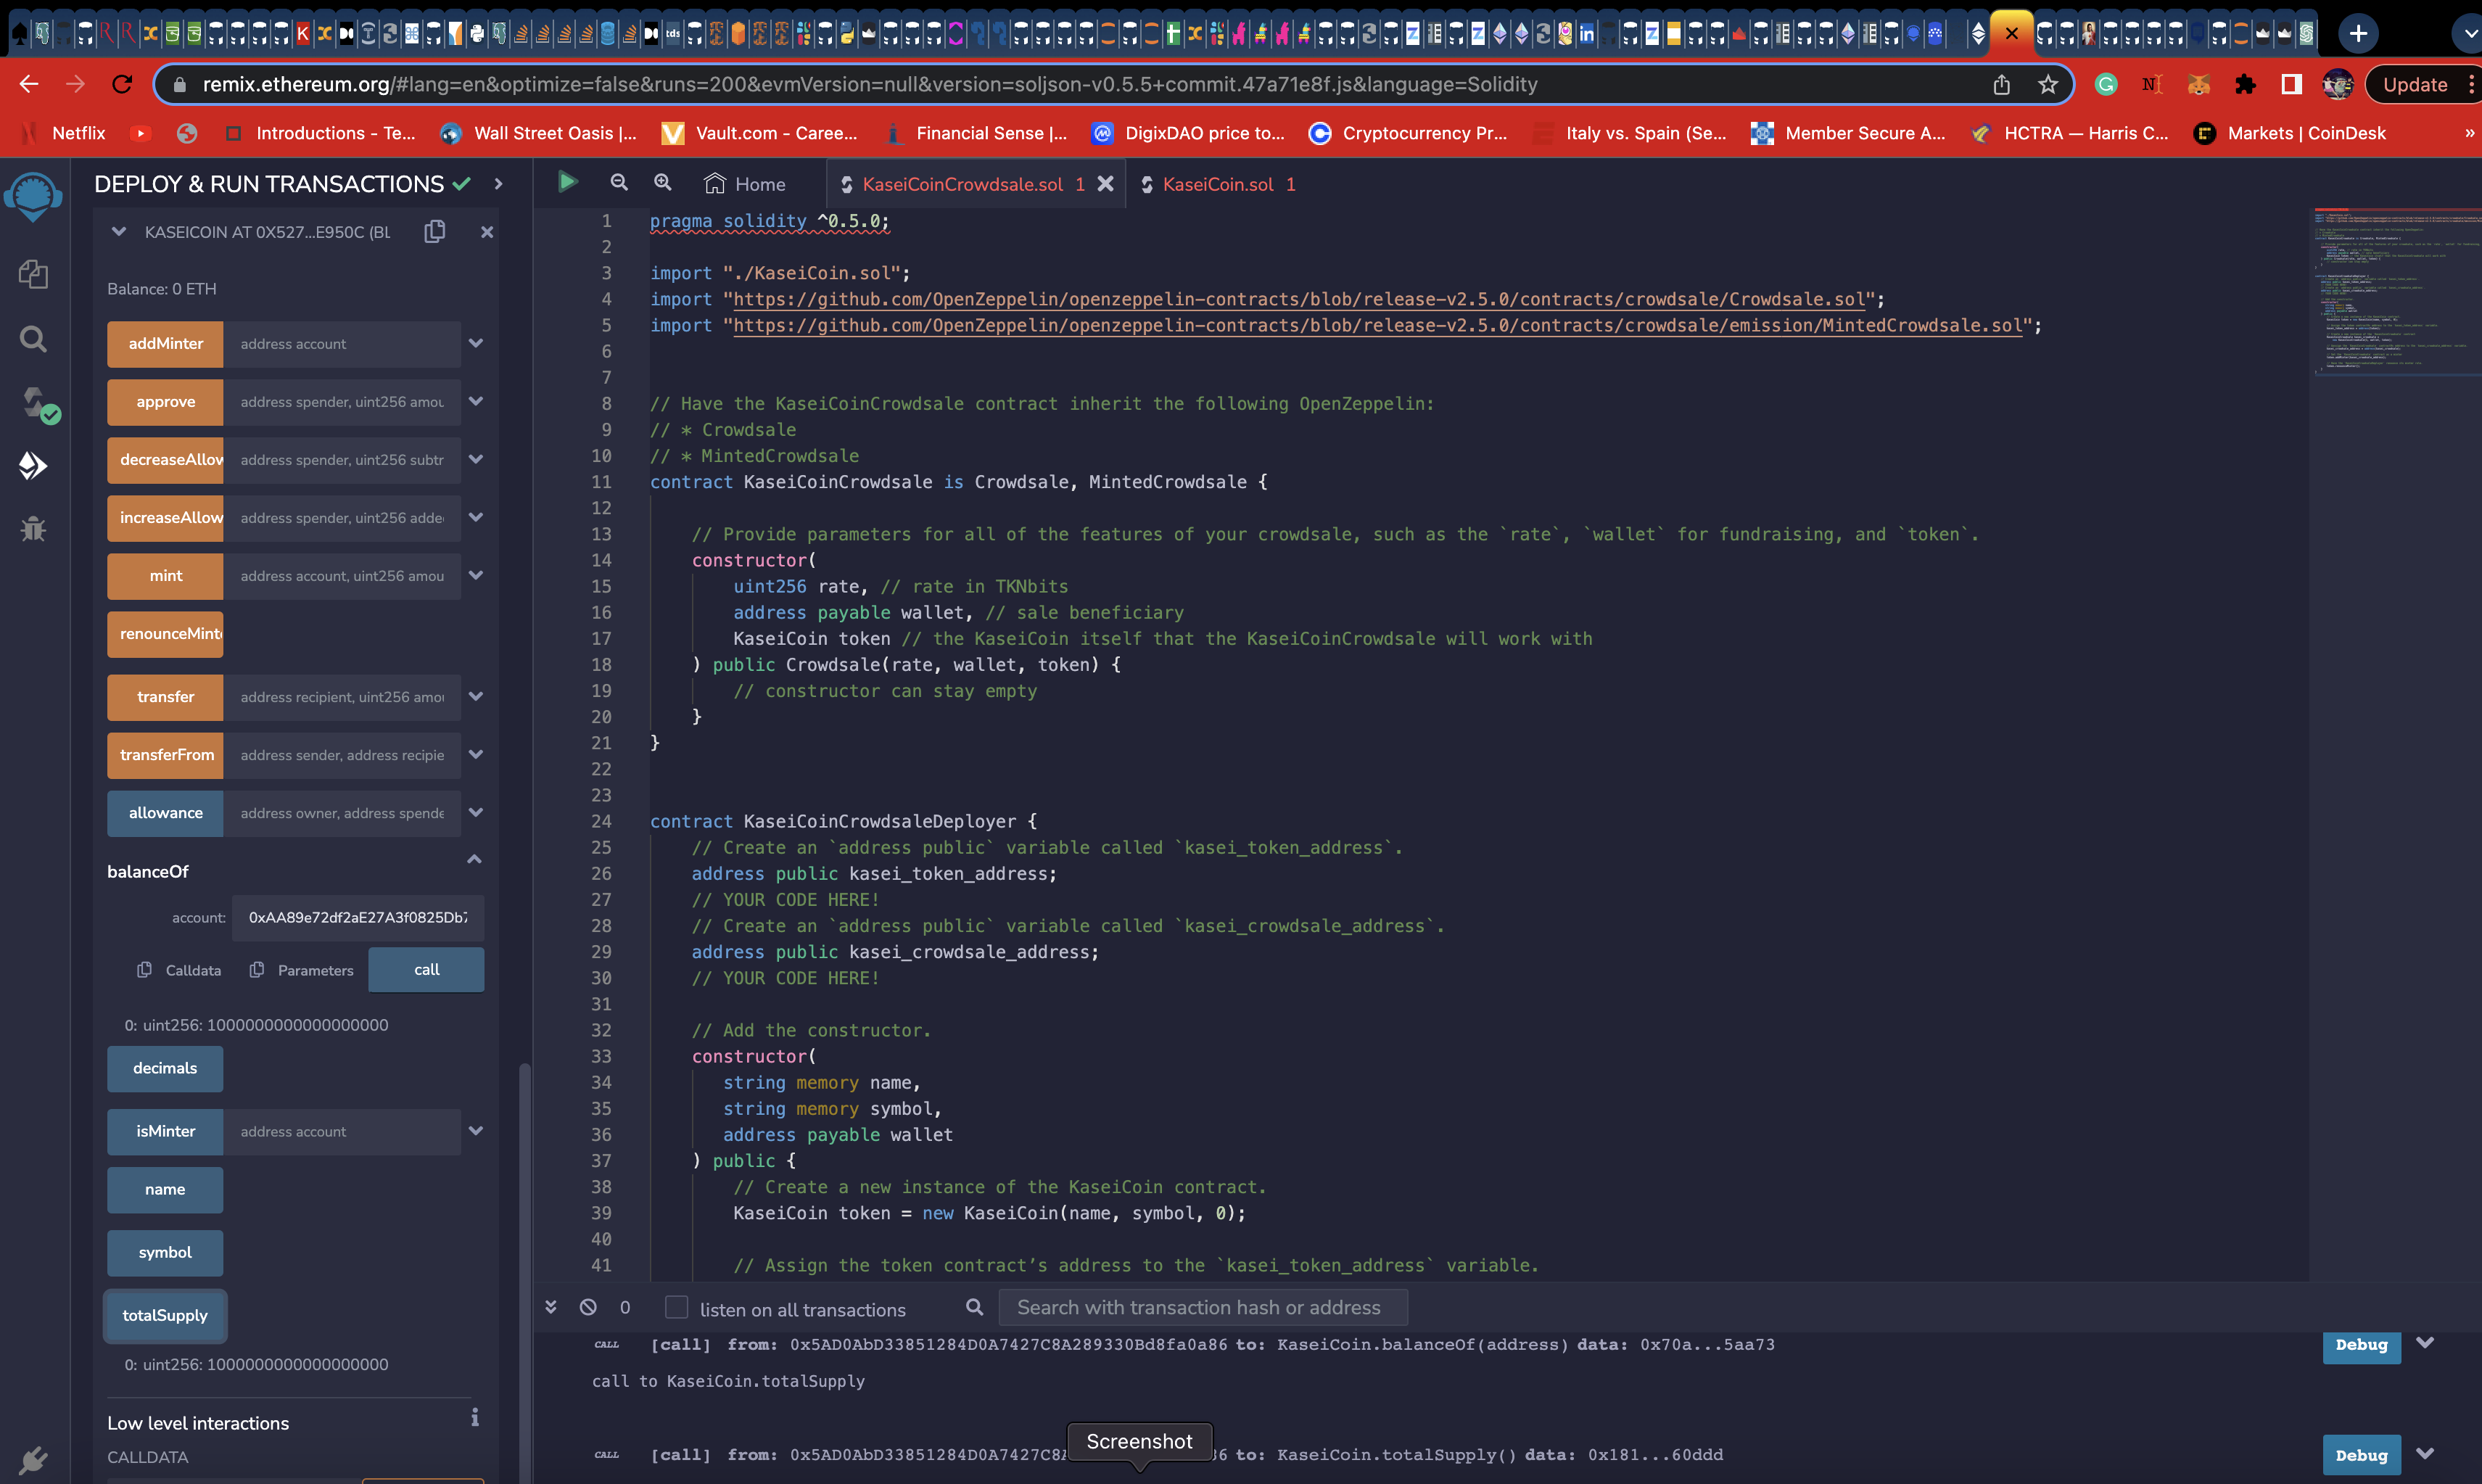 remix.ethereum.org/#lang=en&optimize=false&runs=200&evmVersion=null&version=soljson-v0.5.5+commit.47a71e8f.js&language=Solidity
Update
Netflix
Introductions - Te...
Wall Street Oasis |...
Vault.com - Caree...
Financial Sense |...
DigixDAO price to...
Cryptocurrency Pr...
Italy vs. Spain (Se...
Member Secure A...
HCTRA — Harris C...
Markets | CoinDesk
»
DEPLOY & RUN TRANSACTIONS
KASEICOIN AT 0X527...E950C (BL
Balance: 0 ETH
addMinter address account
approve address spender, uint256 amou
decreaseAllow address spender, uint256 subtr
increaseAllow address spender, uint256 adde
mint address account, uint256 amou
renounceMint
transfer address recipient, uint256 amou
transferFrom address sender, address recipie
allowance address owner, address spende
balanceOf
account: 0xAA89e72df2aE27A3f0825Db7
Calldata Parameters call
0: uint256: 1000000000000000000
decimals
isMinter address account
name
symbol
totalSupply
0: uint256: 1000000000000000000
Low level interactions
CALLDATA
Home
KaseiCoinCrowdsale.sol 1
KaseiCoin.sol 1
1 pragma solidity ^0.5.0;
2
3 import "./KaseiCoin.sol";
4 import "https://github.com/OpenZeppelin/openzeppelin-contracts/blob/release-v2.5.0/contracts/crowdsale/Crowdsale.sol";
5 import "https://github.com/OpenZeppelin/openzeppelin-contracts/blob/release-v2.5.0/contracts/crowdsale/emission/MintedCrowdsale.sol";
6
7
8 // Have the KaseiCoinCrowdsale contract inherit the following OpenZeppelin:
9 // * Crowdsale
10 // * MintedCrowdsale
11 contract KaseiCoinCrowdsale is Crowdsale, MintedCrowdsale {
12
13 // Provide parameters for all of the features of your crowdsale, such as the `rate`, `wallet` for fundraising, and `token`.
14 constructor(
15 uint256 rate, // rate in TKNbits
16 address payable wallet, // sale beneficiary
17 KaseiCoin token // the KaseiCoin itself that the KaseiCoinCrowdsale will work with
18 ) public Crowdsale(rate, wallet, token) {
19 // constructor can stay empty
20 }
21 }
22
23
24 contract KaseiCoinCrowdsaleDeployer {
25 // Create an `address public` variable called `kasei_token_address`.
26 address public kasei_token_address;
27 // YOUR CODE HERE!
28 // Create an `address public` variable called `kasei_crowdsale_address`.
29 address public kasei_crowdsale_address;
30 // YOUR CODE HERE!
31
32 // Add the constructor.
33 constructor(
34 string memory name,
35 string memory symbol,
36 address payable wallet
37 ) public {
38 // Create a new instance of the KaseiCoin contract.
39 KaseiCoin token = new KaseiCoin(name, symbol, 0);
40
41 // Assign the token contract’s address to the `kasei_token_address` variable.
0 listen on all transactions Search with transaction hash or address
CALL [call] from: 0x5AD0AbD33851284D0A7427C8A289330Bd8fa0a86 to: KaseiCoin.balanceOf(address) data: 0x70a...5aa73 Debug
call to KaseiCoin.totalSupply
Screenshot
CALL [call] from: 0x5AD0AbD33851284D0A7427C8 86 to: KaseiCoin.totalSupply() data: 0x181...60ddd Debug